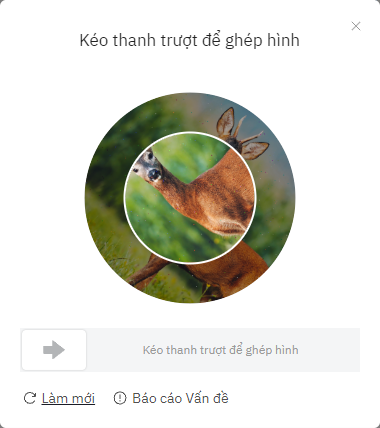 Kéo thanh trượt để ghép hình
Kéo thanh trượt để ghép hình
Làm mới
Báo cáo Vấn đề